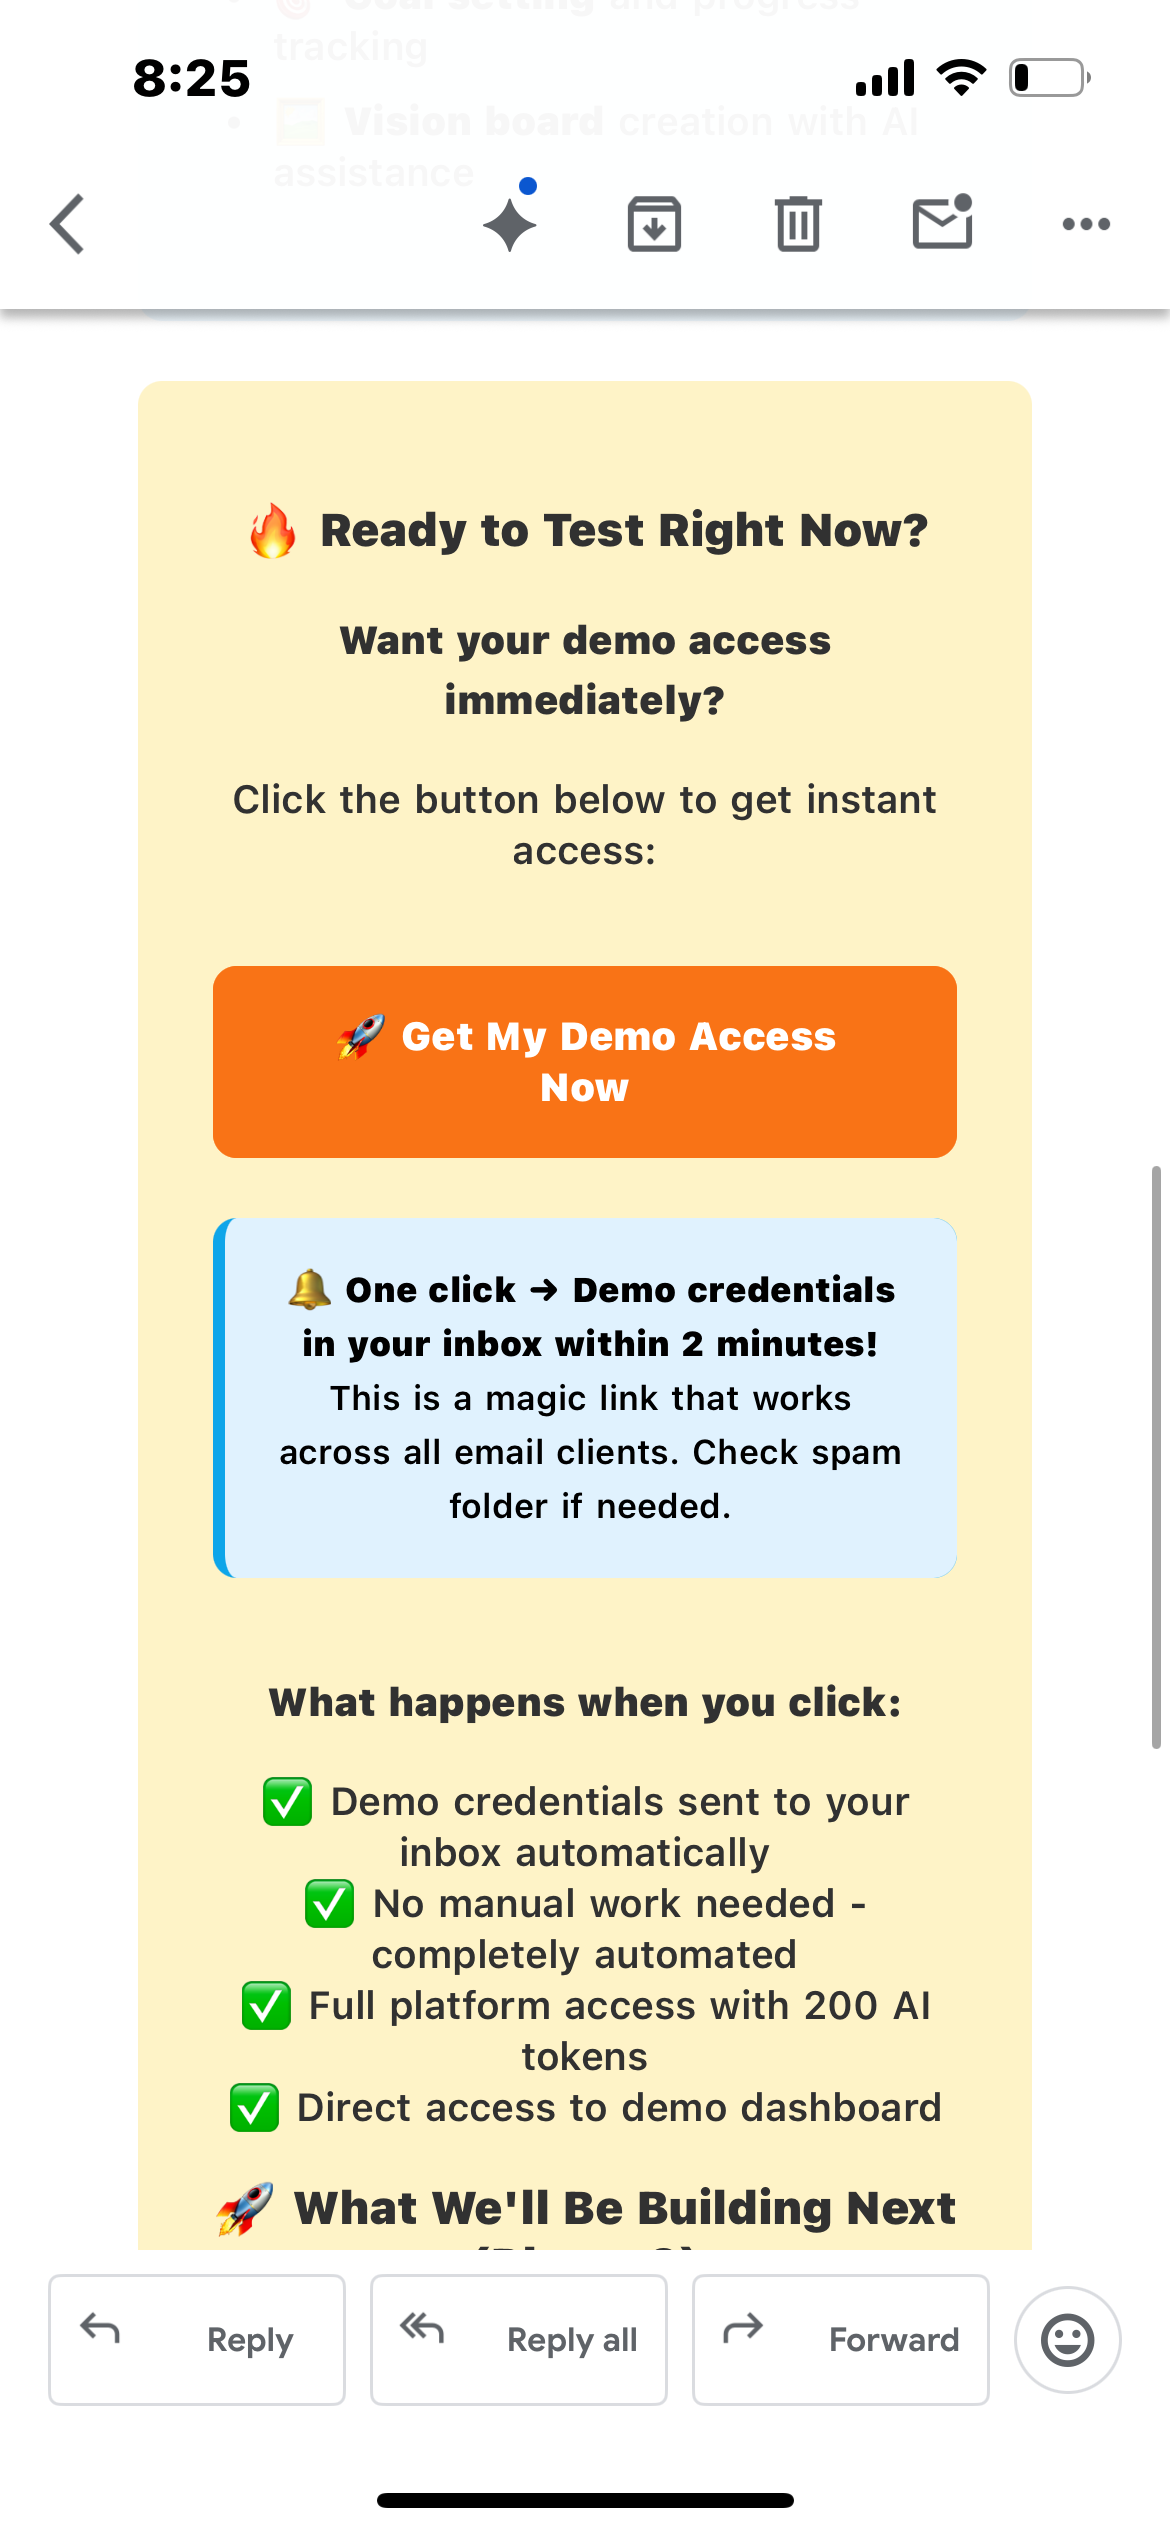 Goal setting and progress
tracking
8:25
Vision board creation with AI
assistance
🔥 Ready to Test Right Now?
Want your demo access
immediately?
Click the button below to get instant
access:
🚀 Get My Demo Access
Now
🔔 One click → Demo credentials
in your inbox within 2 minutes!
This is a magic link that works
across all email clients. Check spam
folder if needed.
What happens when you click:
✅ Demo credentials sent to your
inbox automatically
✅ No manual work needed -
completely automated
✅ Full platform access with 200 AI
tokens
✅ Direct access to demo dashboard
🚀 What We'll Be Building Next
Reply
Reply all
Forward